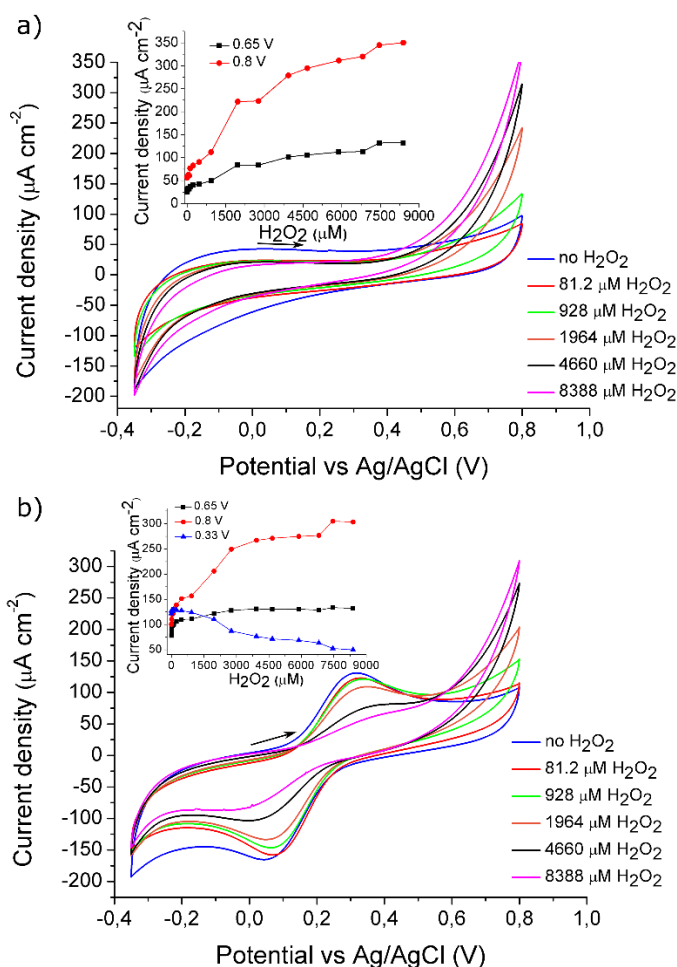 a)
350
300
250
200
150
100
50
0
-50
-100
-150
-200
Current density (µA cm⁻²)
-0,4
-0,2
0,0
0,2
0,4
0,6
0,8
1,0
Potential vs Ag/AgCl (V)
350
300
250
200
150
100
50
0
Current density (µA cm⁻²)
0.65 V
0.8 V
0
1500
3000
4500
6000
7500
9000
H₂O₂ (µM)
no H₂O₂
81.2 µM H₂O₂
928 µM H₂O₂
1964 µM H₂O₂
4660 µM H₂O₂
8388 µM H₂O₂
b)
300
250
200
150
100
50
0
-50
-100
-150
-200
Current density (µA cm⁻²)
-0,4
-0,2
0,0
0,2
0,4
0,6
0,8
1,0
Potential vs Ag/AgCl (V)
300
250
200
150
100
50
Current density (µA cm⁻²)
0.65 V
0.8 V
0.33 V
0
1500
3000
4500
6000
7500
9000
H₂O₂ (µM)
no H₂O₂
81.2 µM H₂O₂
928 µM H₂O₂
1964 µM H₂O₂
4660 µM H₂O₂
8388 µM H₂O₂